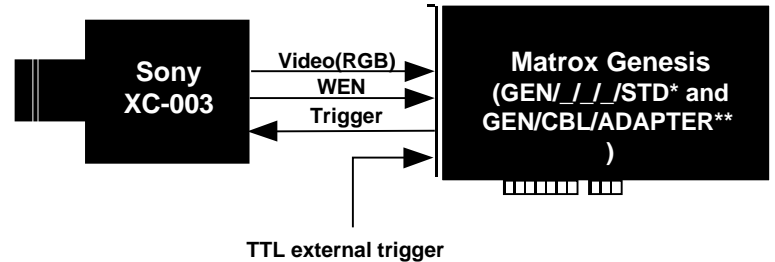 Sony
XC-003
Video(RGB)
WEN
Trigger
Matrox Genesis
(GEN/_/_/_/STD* and
GEN/CBL/ADAPTER**
)
TTL external trigger